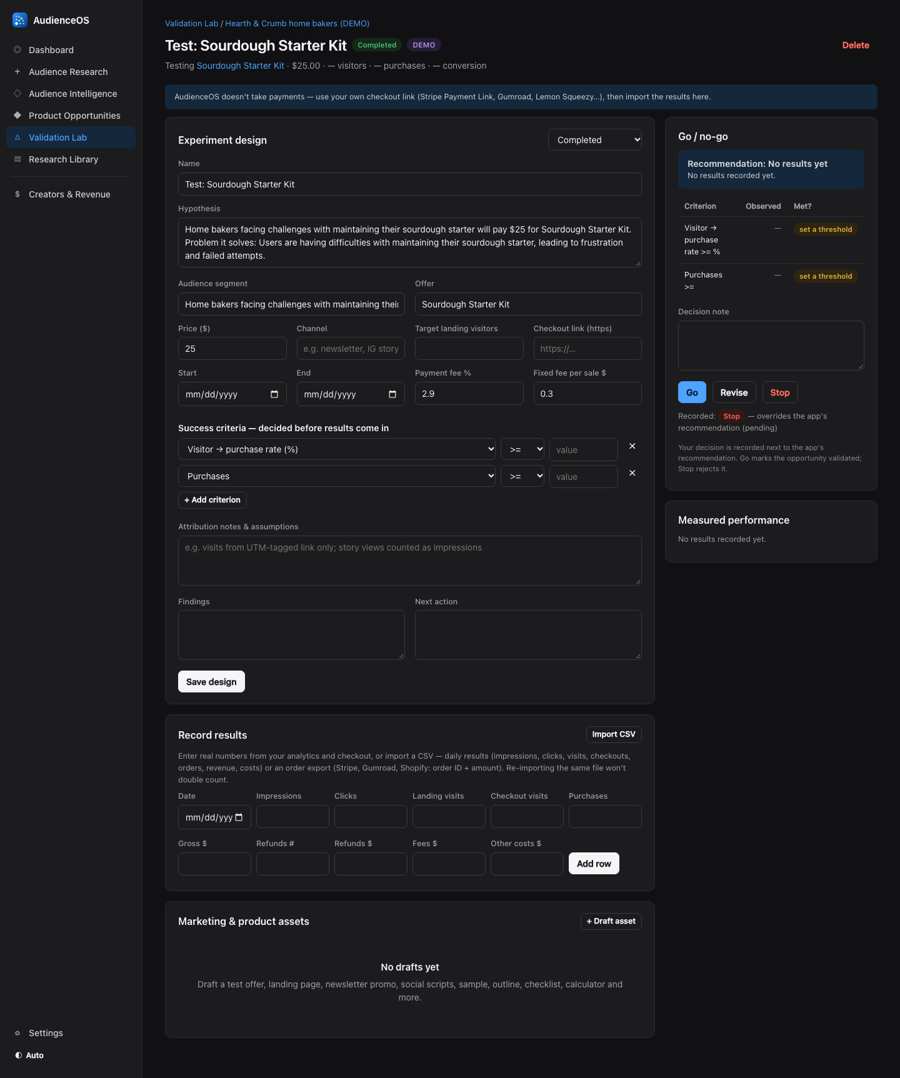 AudienceOS
Dashboard
Audience Research
Audience Intelligence
Product Opportunities
Validation Lab
Research Library
$ Creators & Revenue
Settings
Auto
Validation Lab / Hearth & Crumb home bakers (DEMO)
Test: Sourdough Starter Kit Completed DEMO
Delete
Testing Sourdough Starter Kit · $25.00 · — visitors · — purchases · — conversion
AudienceOS doesn't take payments — use your own checkout link (Stripe Payment Link, Gumroad, Lemon Squeezy...), then import the results here.
Experiment design
Completed
Name
Test: Sourdough Starter Kit
Hypothesis
Home bakers facing challenges with maintaining their sourdough starter will pay $25 for Sourdough Starter Kit.
Problem it solves: Users are having difficulties with maintaining their sourdough starter, leading to frustration
and failed attempts.
Audience segment Offer
Home bakers facing challenges with maintaining their Sourdough Starter Kit
Price ($) Channel Target landing visitors Checkout link (https)
25 e.g. newsletter, IG story https://...
Start End Payment fee % Fixed fee per sale $
mm/dd/yyyy mm/dd/yyyy 2.9 0.3
Success criteria — decided before results come in
Visitor → purchase rate (%) >= value ×
Purchases >= value ×
+ Add criterion
Attribution notes & assumptions
e.g. visits from UTM-tagged link only; story views counted as impressions
Findings Next action
Save design
Record results
Import CSV
Enter real numbers from your analytics and checkout, or import a CSV — daily results (impressions, clicks, visits, checkouts,
orders, revenue, costs) or an order export (Stripe, Gumroad, Shopify: order ID + amount). Re-importing the same file won't
double count.
Date Impressions Clicks Landing visits Checkout visits Purchases
mm/dd/yyy
Gross $ Refunds # Refunds $ Fees $ Other costs $
Add row
Marketing & product assets
+ Draft asset
No drafts yet
Draft a test offer, landing page, newsletter promo, social scripts, sample, outline, checklist, calculator and
more.
Go / no-go
Recommendation: No results yet
No results recorded yet.
Criterion Observed Met?
Visitor → — set a threshold
purchase
rate >= %
Purchases — set a threshold
>=
Decision note
Go Revise Stop
Recorded: Stop — overrides the app's
recommendation (pending)
Your decision is recorded next to the app's
recommendation. Go marks the opportunity validated;
Stop rejects it.
Measured performance
No results recorded yet.